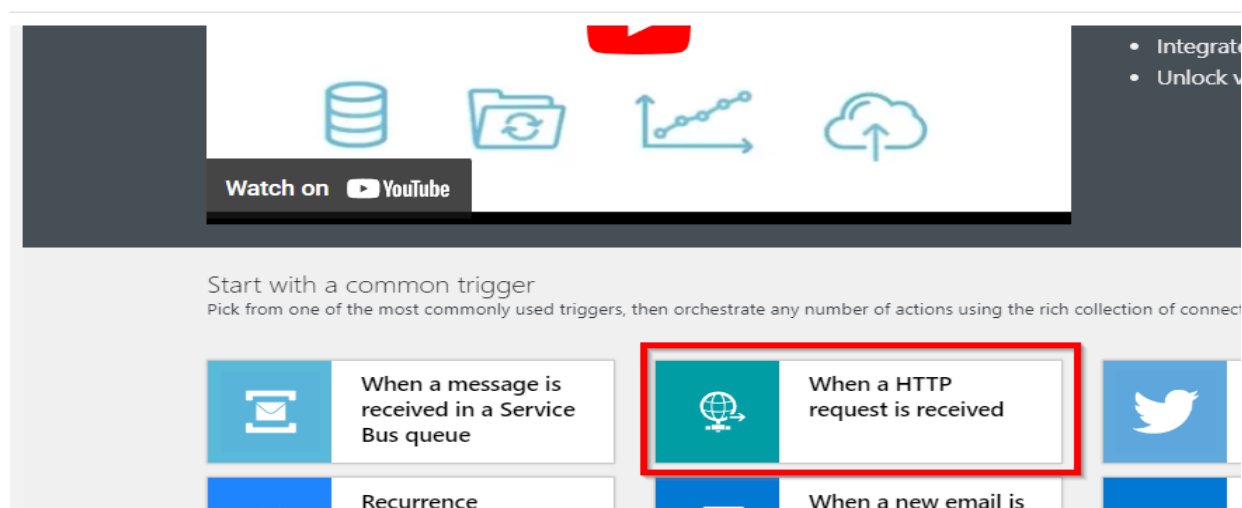 Integrate
Unlock v
Watch on YouTube
Start with a common trigger
Pick from one of the most commonly used triggers, then orchestrate any number of actions using the rich collection of connect
When a message is
received in a Service
Bus queue
When a HTTP
request is received
Recurrence
When a new email is